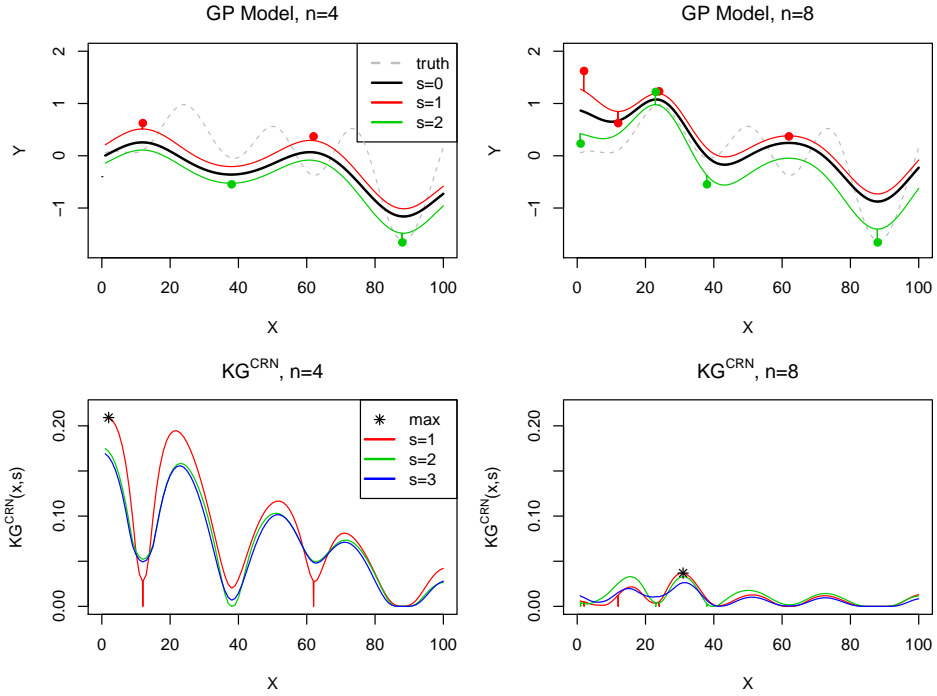 GP Model, n=4
Y
2
1
0
−1
0 20 40 60 80 100
X
truth
s=0
s=1
s=2
GP Model, n=8
Y
2
1
0
−1
0 20 40 60 80 100
X
KG^CRN, n=4
KG^CRN(x,s)
0.20
0.10
0.00
0 20 40 60 80 100
X
max
s=1
s=2
s=3
KG^CRN, n=8
KG^CRN(x,s)
0.20
0.10
0.00
0 20 40 60 80 100
X